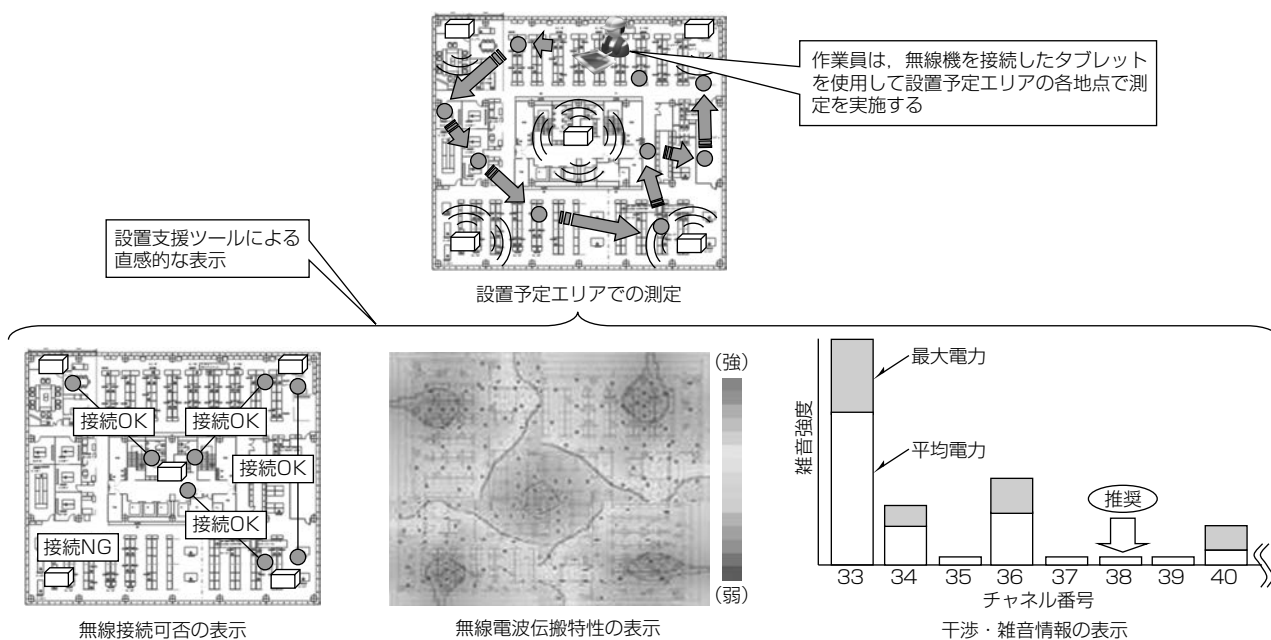 作業員は，無線機を接続したタブレット
を使用して設置予定エリアの各地点で測
定を実施する
設置支援ツールによる
直感的な表示
設置予定エリアでの測定
接続OK
接続OK
接続OK
接続OK
接続NG
無線接続可否の表示
(強)
(弱)
無線電波伝搬特性の表示
最大電力
平均電力
雑音強度
推奨
33 34 35 36 37 38 39 40
チャネル番号
干渉・雑音情報の表示